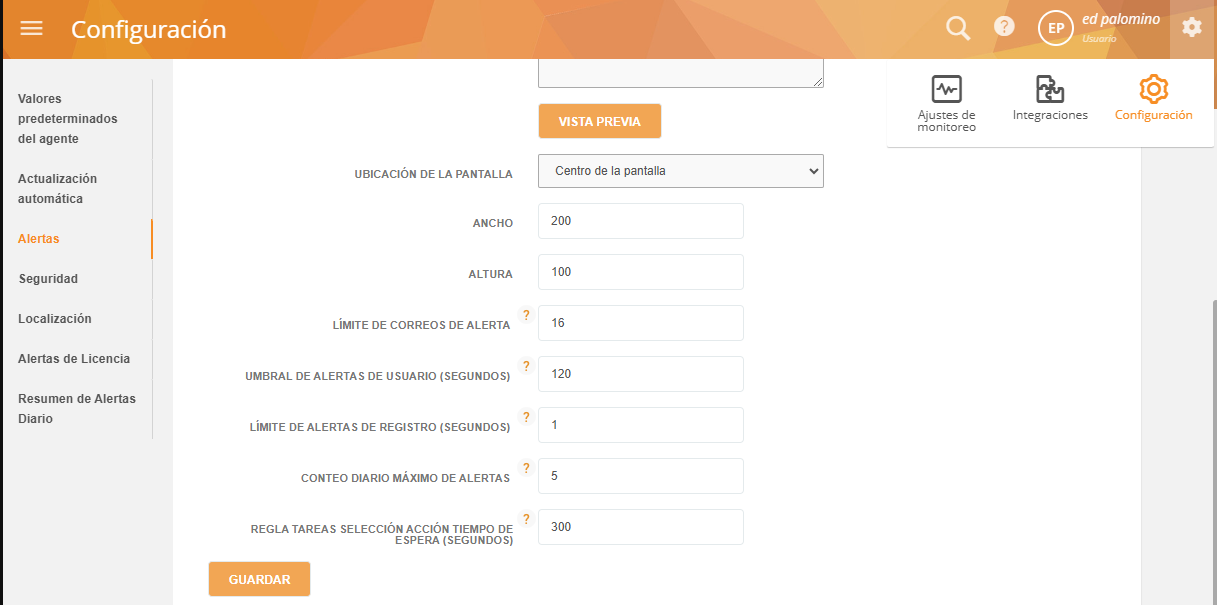 Configuración
?
EP
ed palomino
Usuario
Ajustes de
monitoreo
Integraciones
Configuración
Valores
predeterminados
del agente
Actualización
automática
Alertas
Seguridad
Localización
Alertas de Licencia
Resumen de Alertas
Diario
VISTA PREVIA
UBICACIÓN DE LA PANTALLA
Centro de la pantalla
ANCHO
200
ALTURA
100
LÍMITE DE CORREOS DE ALERTA ?
16
UMBRAL DE ALERTAS DE USUARIO (SEGUNDOS) ?
120
LÍMITE DE ALERTAS DE REGISTRO (SEGUNDOS) ?
1
CONTEO DIARIO MÁXIMO DE ALERTAS ?
5
REGLA TAREAS SELECCIÓN ACCIÓN TIEMPO DE ?
ESPERA (SEGUNDOS)
300
GUARDAR